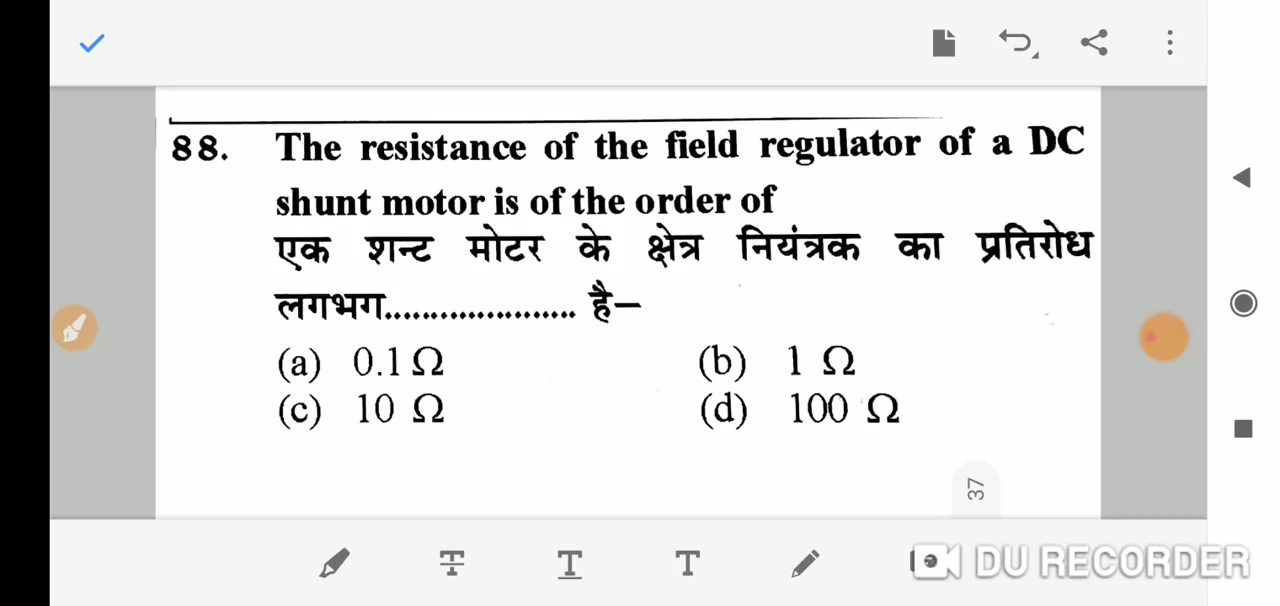 88. The resistance of the field regulator of a DC
shunt motor is of the order of
एक शन्ट मोटर के क्षेत्र नियंत्रक का प्रतिरोध
लगभग..................... है–
(a) 0.1 Ω (b) 1 Ω
(c) 10 Ω (d) 100 Ω
37
T T T
DU RECORDER